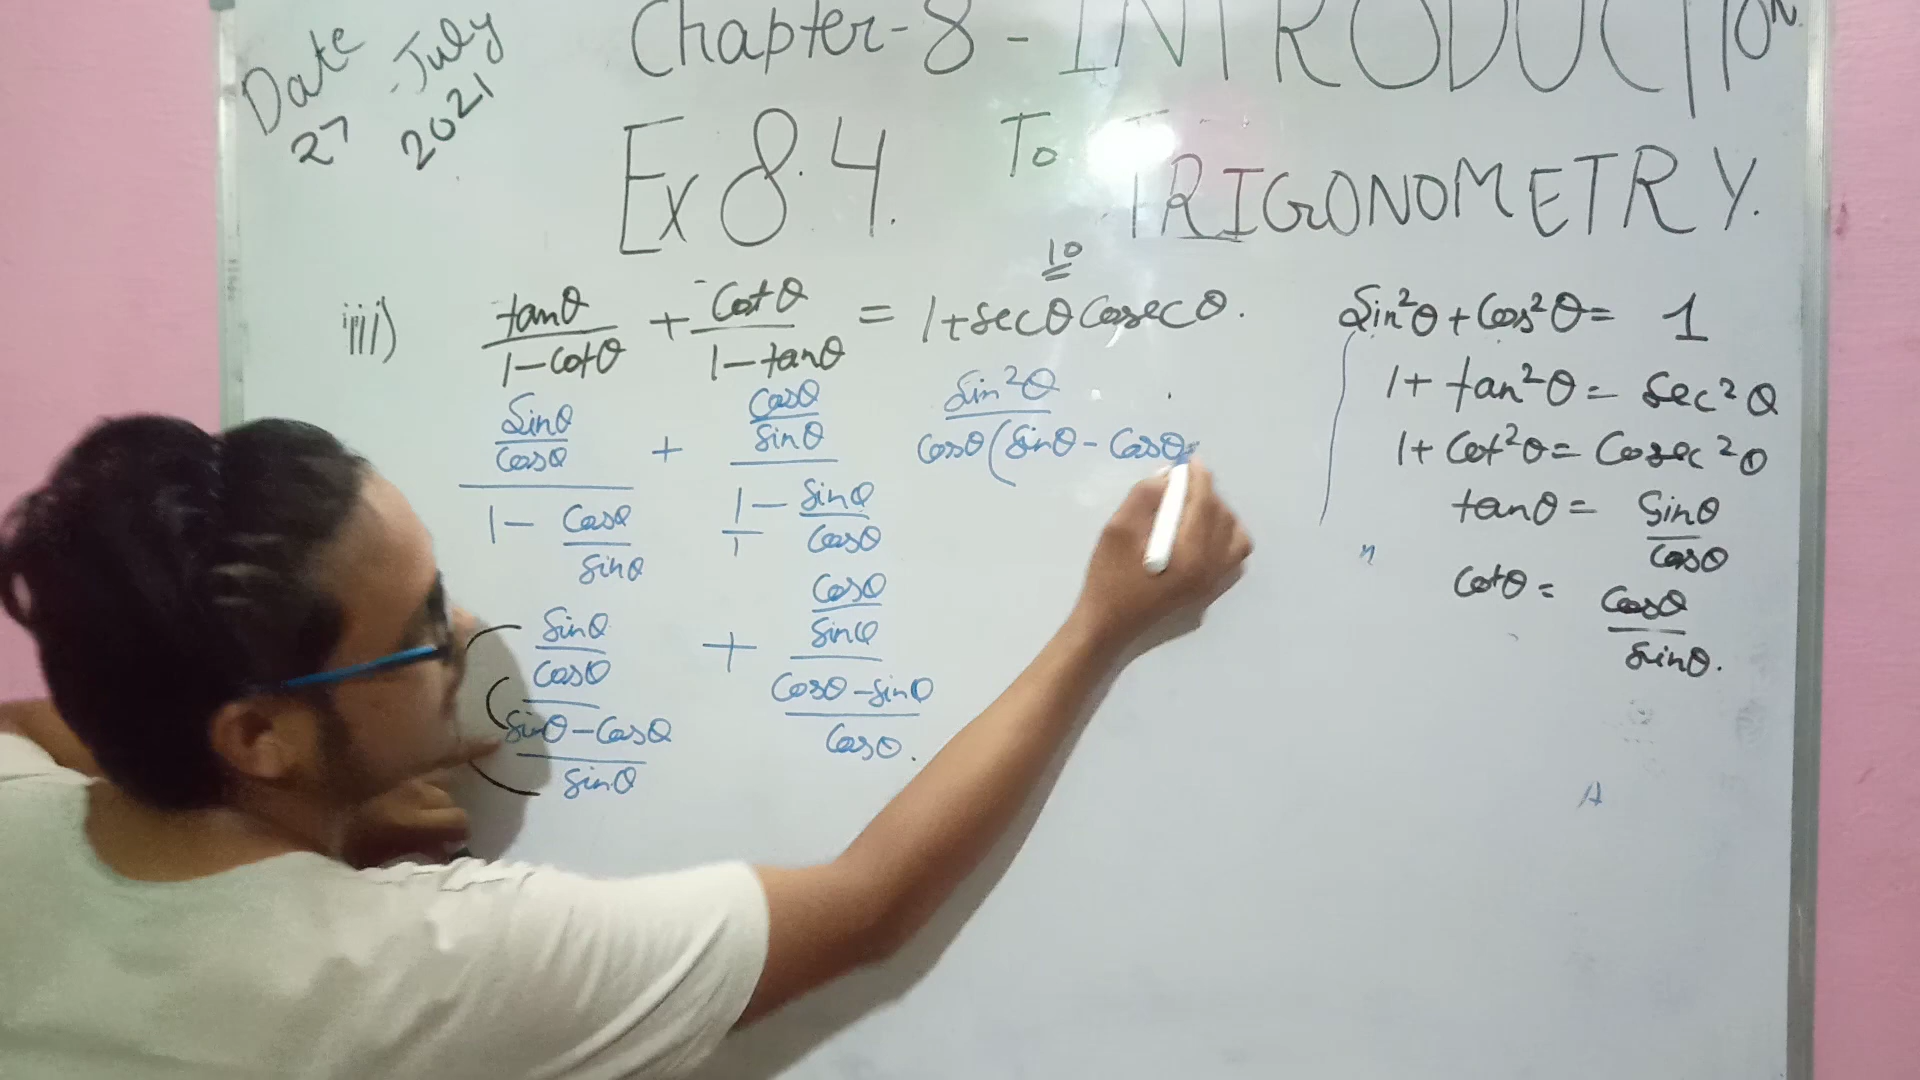 Date
27 July
2021
Chapter-8 - INTRODUCTION
Ex 8.4. To TRIGONOMETRY.
10
iii) tanθ/1-cotθ + cotθ/1-tanθ = 1+secθ cosecθ.
sinθ/cosθ / 1 - cosθ/sinθ + cosθ/sinθ / 1/1 - sinθ/cosθ
sinθ/cosθ / sinθ-cosθ/sinθ + cosθ/sinθ / cosθ-sinθ/cosθ.
sin²θ/cosθ(sinθ-cosθ
sin²θ+cos²θ= 1
1+ tan²θ= sec²θ
1+ cot²θ= cosec²θ
tanθ= sinθ/cosθ
cotθ= cosθ/sinθ.